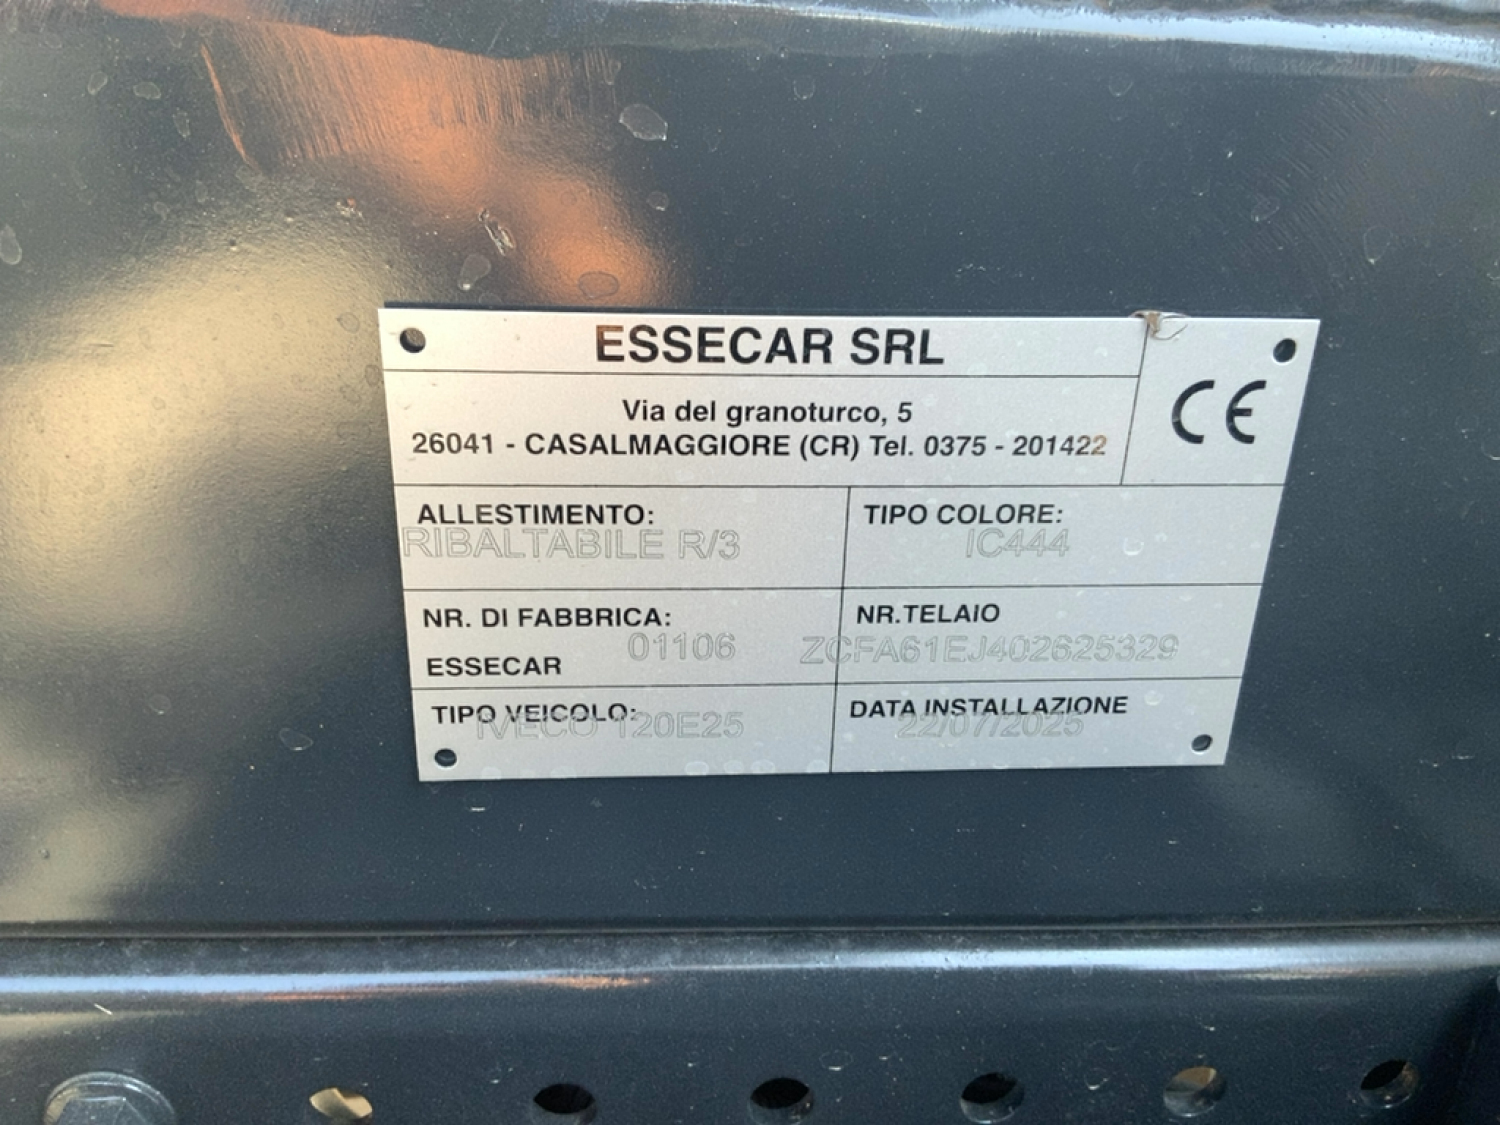 ESSECAR SRL
Via del granoturco, 5
26041 - CASALMAGGIORE (CR) Tel. 0375 - 201422
CE
ALLESTIMENTO:
RIBALTABILE R/3
TIPO COLORE:
IC444
NR. DI FABBRICA:
01106
ESSECAR
NR.TELAIO
ZCFA61EJ402625329
TIPO VEICOLO:
IVECO 120E25
DATA INSTALLAZIONE
22/07/2025